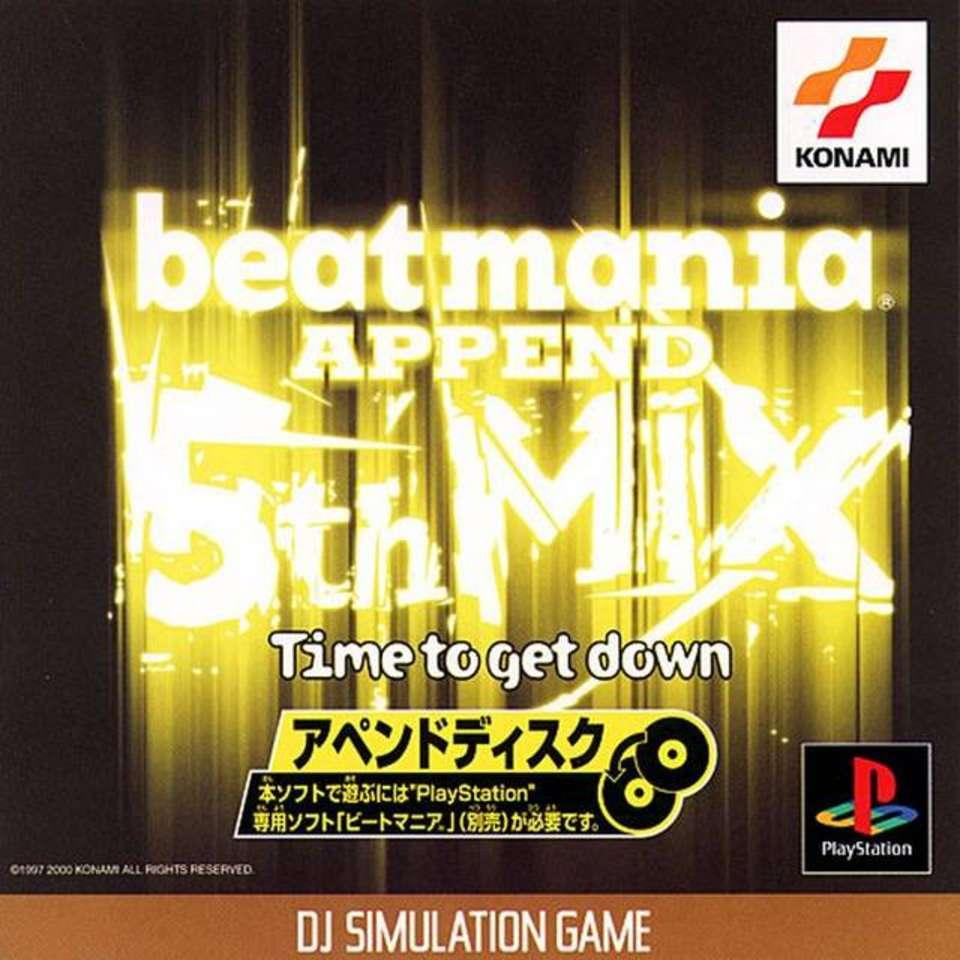 KONAMI
beatmania®
APPEND
5th MIX
Time to get down
アペンドディスク
本ソフトで遊ぶには"PlayStation"
専用ソフト「ビートマニア®」(別売)が必要です。
PlayStation
©1997 2000 KONAMI ALL RIGHTS RESERVED.
DJ SIMULATION GAME